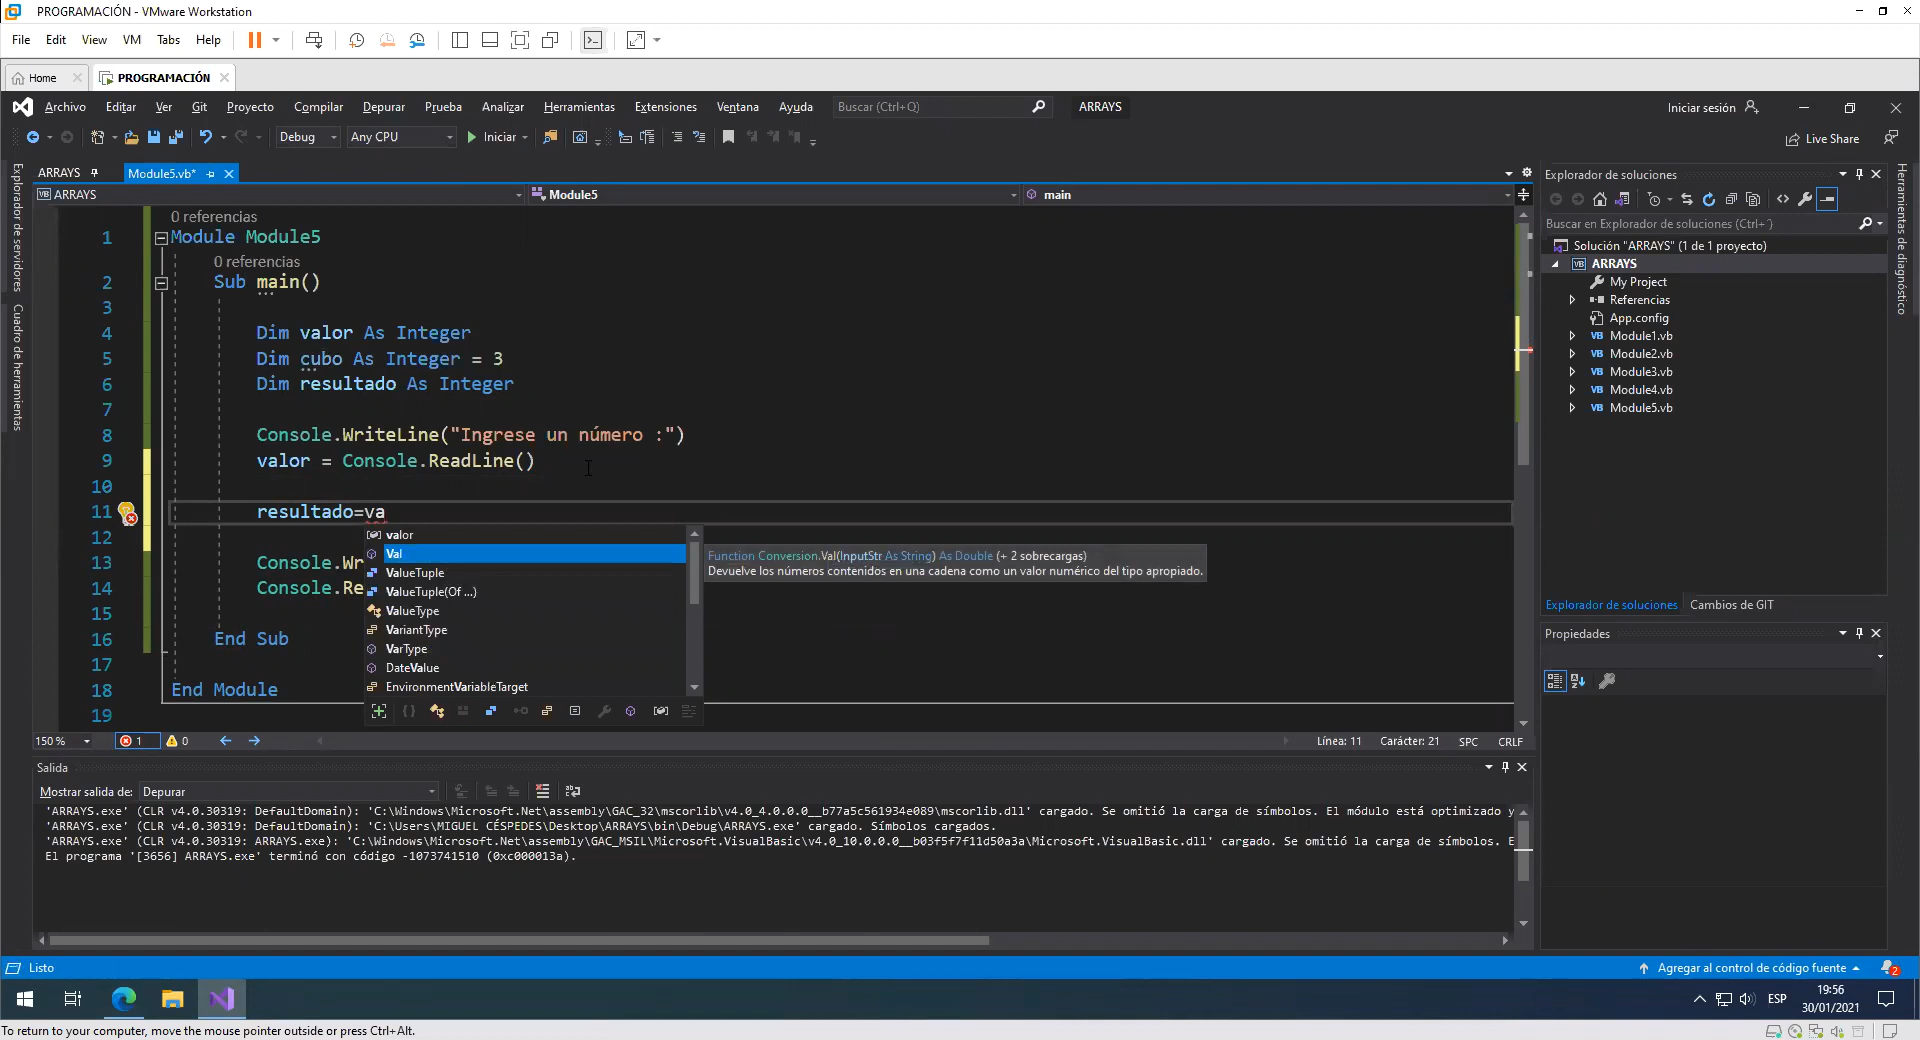 PROGRAMACIÓN - VMware Workstation
File Edit View VM Tabs Help
Home PROGRAMACIÓN
Archivo Editar Ver Git Proyecto Compilar Depurar Prueba Analizar Herramientas Extensiones Ventana Ayuda Buscar (Ctrl+Q) ARRAYS Iniciar sesión
Debug Any CPU Iniciar Live Share
ARRAYS Module5.vb*
ARRAYS Module5 main
Explorador de servidores
Cuadro de herramientas
0 referencias
1 Module Module5
0 referencias
2 Sub main()
3
4 Dim valor As Integer
5 Dim cubo As Integer = 3
6 Dim resultado As Integer
7
8 Console.WriteLine("Ingrese un número :")
9 valor = Console.ReadLine()
10
11 resultado=va
12
13 Console.Wr
14 Console.Re
15
16 End Sub
17
18 End Module
19
valor
Val
ValueTuple
ValueTuple(Of ...)
ValueType
VariantType
VarType
DateValue
EnvironmentVariableTarget
Function Conversion.Val(InputStr As String) As Double (+ 2 sobrecargas)
Devuelve los números contenidos en una cadena como un valor numérico del tipo apropiado.
150 % 1 0 Línea: 11 Carácter: 21 SPC CRLF
Salida
Mostrar salida de: Depurar
'ARRAYS.exe' (CLR v4.0.30319: DefaultDomain): 'C:\Windows\Microsoft.Net\assembly\GAC_32\mscorlib\v4.0_4.0.0.0__b77a5c561934e089\mscorlib.dll' cargado. Se omitió la carga de símbolos. El módulo está optimizado y
'ARRAYS.exe' (CLR v4.0.30319: DefaultDomain): 'C:\Users\MIGUEL CÉSPEDES\Desktop\ARRAYS\bin\Debug\ARRAYS.exe' cargado. Símbolos cargados.
'ARRAYS.exe' (CLR v4.0.30319: ARRAYS.exe): 'C:\Windows\Microsoft.Net\assembly\GAC_MSIL\Microsoft.VisualBasic\v4.0_10.0.0.0__b03f5f7f11d50a3a\Microsoft.VisualBasic.dll' cargado. Se omitió la carga de símbolos. E
El programa '[3656] ARRAYS.exe' terminó con código -1073741510 (0xc000013a).
Explorador de soluciones
Buscar en Explorador de soluciones (Ctrl+´)
Solución "ARRAYS" (1 de 1 proyecto)
ARRAYS
My Project
Referencias
App.config
Module1.vb
Module2.vb
Module3.vb
Module4.vb
Module5.vb
Explorador de soluciones Cambios de GIT
Propiedades
Herramientas de diagnóstico
Listo Agregar al control de código fuente 2
ESP 19:56
30/01/2021
To return to your computer, move the mouse pointer outside or press Ctrl+Alt.